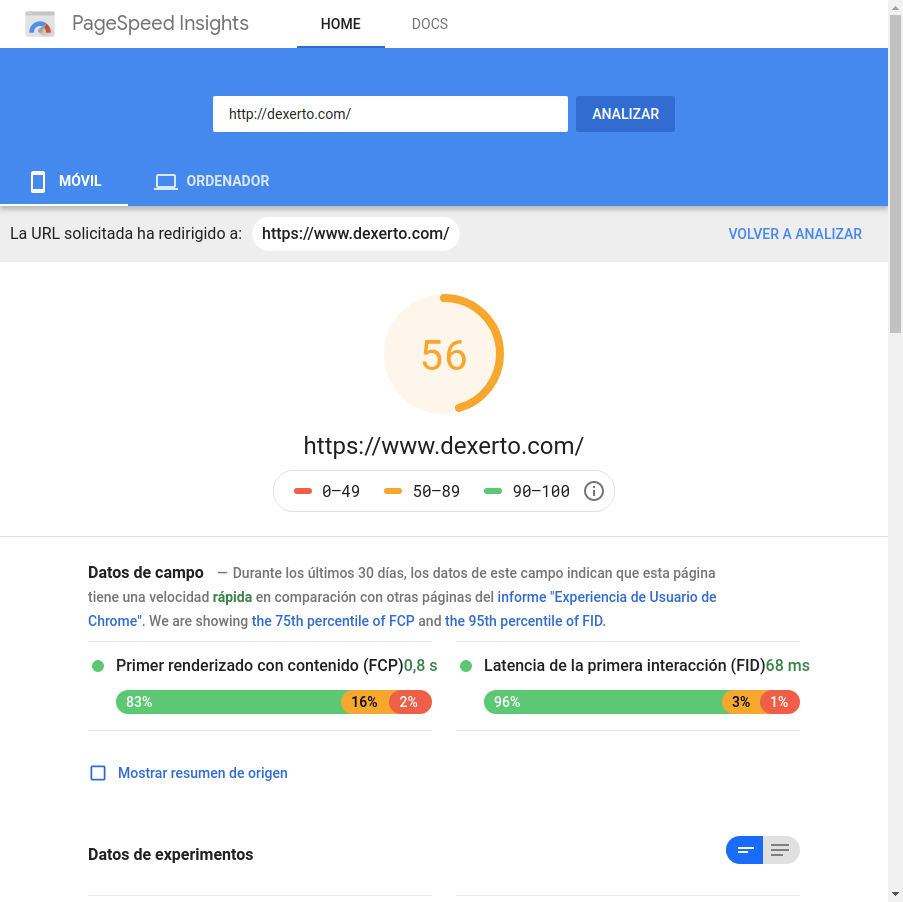 PageSpeed Insights HOME DOCS
http://dexerto.com/ ANALIZAR
MÓVIL ORDENADOR
La URL solicitada ha redirigido a: https://www.dexerto.com/ VOLVER A ANALIZAR
56
https://www.dexerto.com/
0–49 50–89 90–100
Datos de campo — Durante los últimos 30 días, los datos de este campo indican que esta página
tiene una velocidad rápida en comparación con otras páginas del informe "Experiencia de Usuario de
Chrome". We are showing the 75th percentile of FCP and the 95th percentile of FID.
Primer renderizado con contenido (FCP) 0,8 s Latencia de la primera interacción (FID) 68 ms
83% 16% 2% 96% 3% 1%
Mostrar resumen de origen
Datos de experimentos